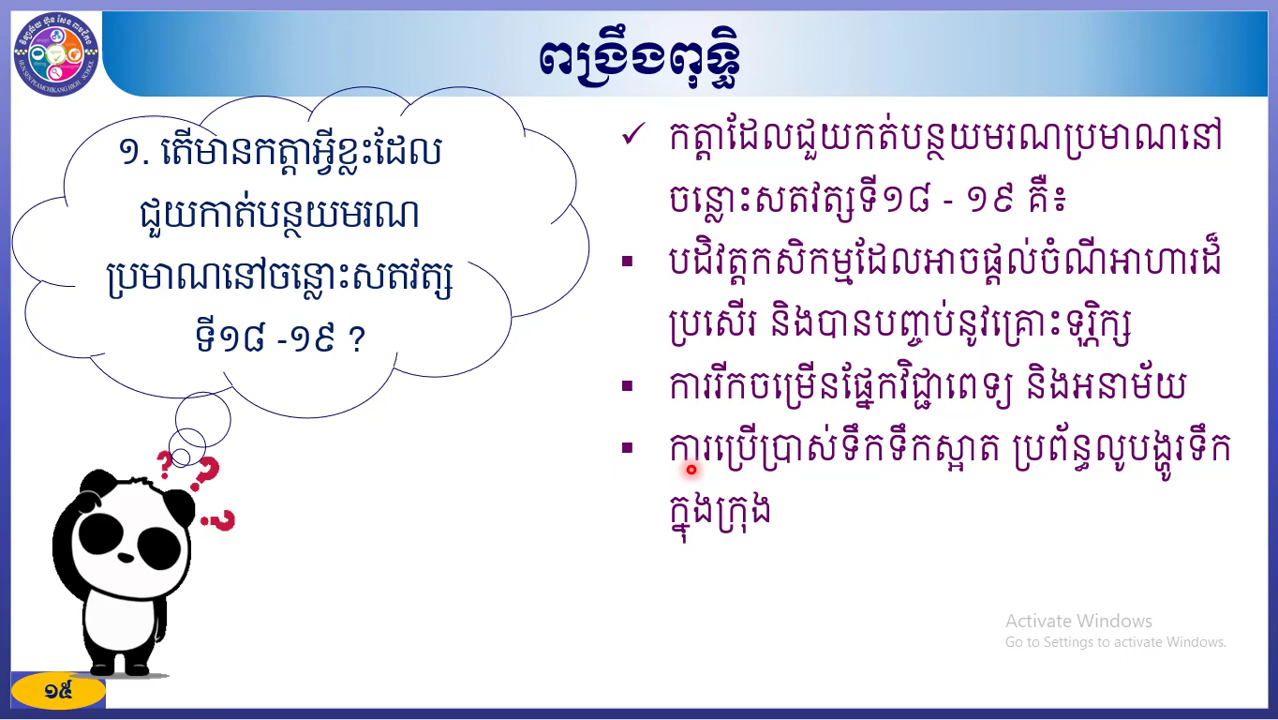 ពង្រឹងពុទ្ធិ
១. តើមានកត្តាអ្វីខ្លះដែល
ជួយកាត់បន្ថយមរណ
ប្រមាណនៅចន្លោះសតវត្ស
ទី១៨ -១៩ ?
✓ កត្តាដែលជួយកត់បន្ថយមរណប្រមាណនៅ
ចន្លោះសតវត្សទី១៨ - ១៩ គឺ៖
▪ បដិវត្តកសិកម្មដែលអាចផ្តល់ចំណីអាហារដ៏
ប្រសើរ និងបានបញ្ចប់នូវគ្រោះទុរ្ភិក្ស
▪ ការរីកចម្រើនផ្នែកវិជ្ជាពេទ្យ និងអនាម័យ
▪ ការប្រើប្រាស់ទឹកទឹកស្អាត ប្រព័ន្ធលូបង្ហូរទឹក
ក្នុងក្រុង
Activate Windows
Go to Settings to activate Windows.
១៥